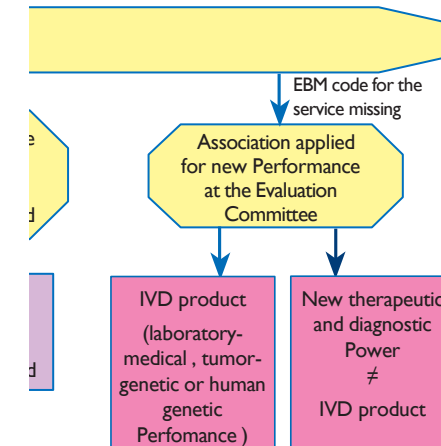 EBM code for the
service missing
e
d
Association applied
for new Performance
at the Evaluation
Committee
d
IVD product
(laboratory-
medical , tumor-
genetic or human
genetic
Perfomance )
New therapeutic
and diagnostic
Power
≠
IVD product